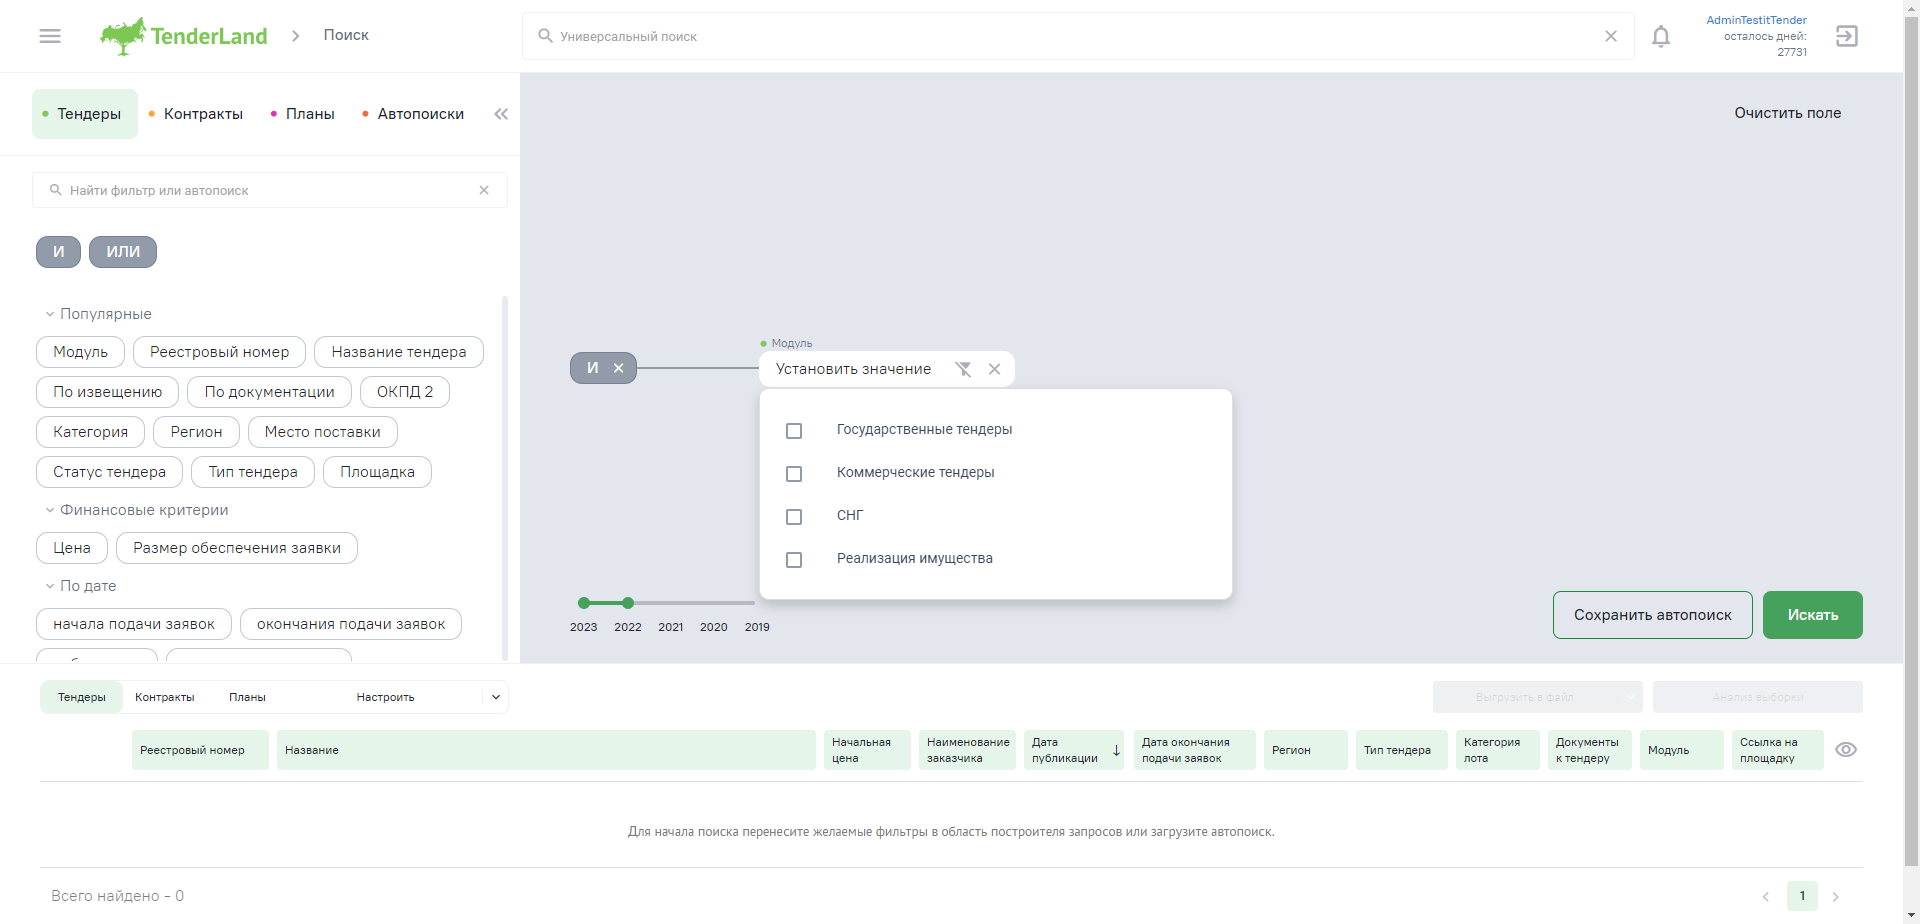 TenderLand
Поиск
Универсальный поиск
AdminTestitTender
осталось дней:
27731
Тендеры
Контракты
Планы
Автопоиски
Очистить поле
Найти фильтр или автопоиск
И
ИЛИ
Популярные
Модуль
Реестровый номер
Название тендера
По извещению
По документации
ОКПД 2
Категория
Регион
Место поставки
Статус тендера
Тип тендера
Площадка
Финансовые критерии
Цена
Размер обеспечения заявки
По дате
начала подачи заявок
окончания подачи заявок
И
Модуль
Установить значение
Государственные тендеры
Коммерческие тендеры
СНГ
Реализация имущества
2023 2022 2021 2020 2019
Сохранить автопоиск
Искать
Тендеры
Контракты
Планы
Настроить
Выгрузить в файл
Анализ выборки
Реестровый номер
Название
Начальная
цена
Наименование
заказчика
Дата
публикации
Дата окончания
подачи заявок
Регион
Тип тендера
Категория
лота
Документы
к тендеру
Модуль
Ссылка на
площадку
Для начала поиска перенесите желаемые фильтры в область построителя запросов или загрузите автопоиск.
Всего найдено - 0
1